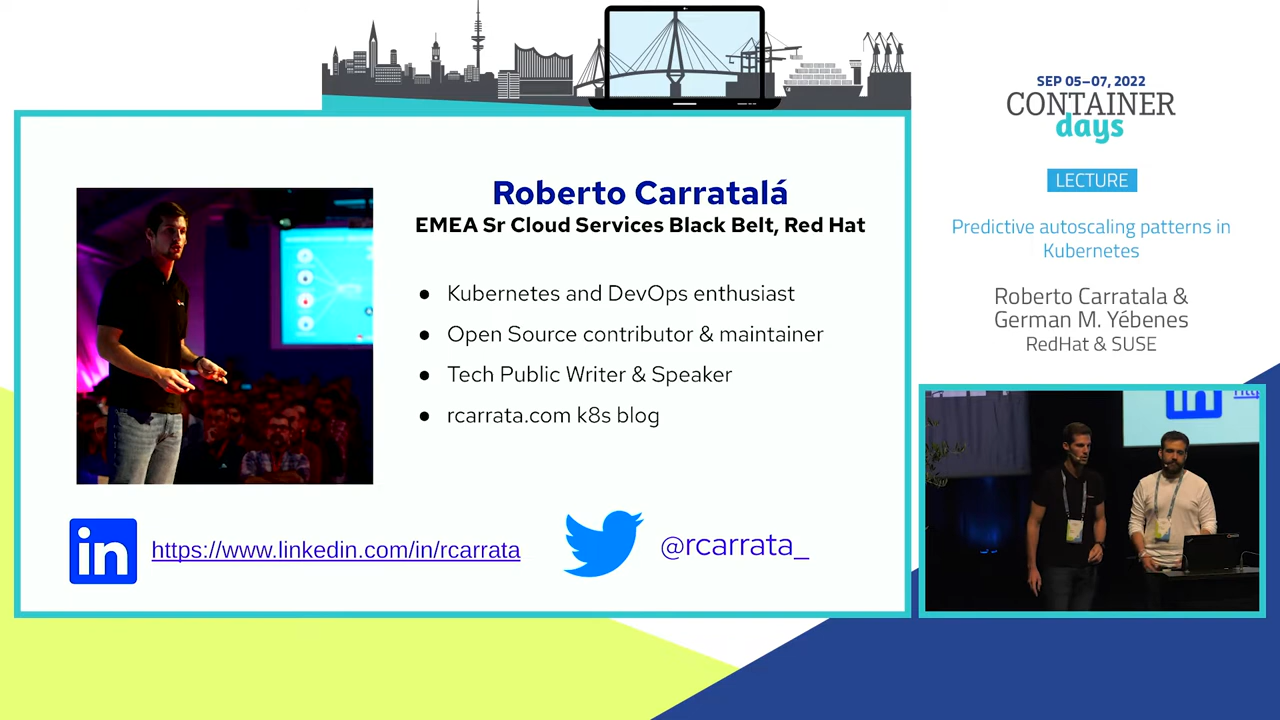 Roberto Carratalá
EMEA Sr Cloud Services Black Belt, Red Hat
● Kubernetes and DevOps enthusiast
● Open Source contributor & maintainer
● Tech Public Writer & Speaker
● rcarrata.com k8s blog
in
https://www.linkedin.com/in/rcarrata
@rcarrata_
SEP 05–07, 2022
CONTAINER
days
LECTURE
Predictive autoscaling patterns in
Kubernetes
Roberto Carratala &
German M. Yébenes
RedHat & SUSE
in